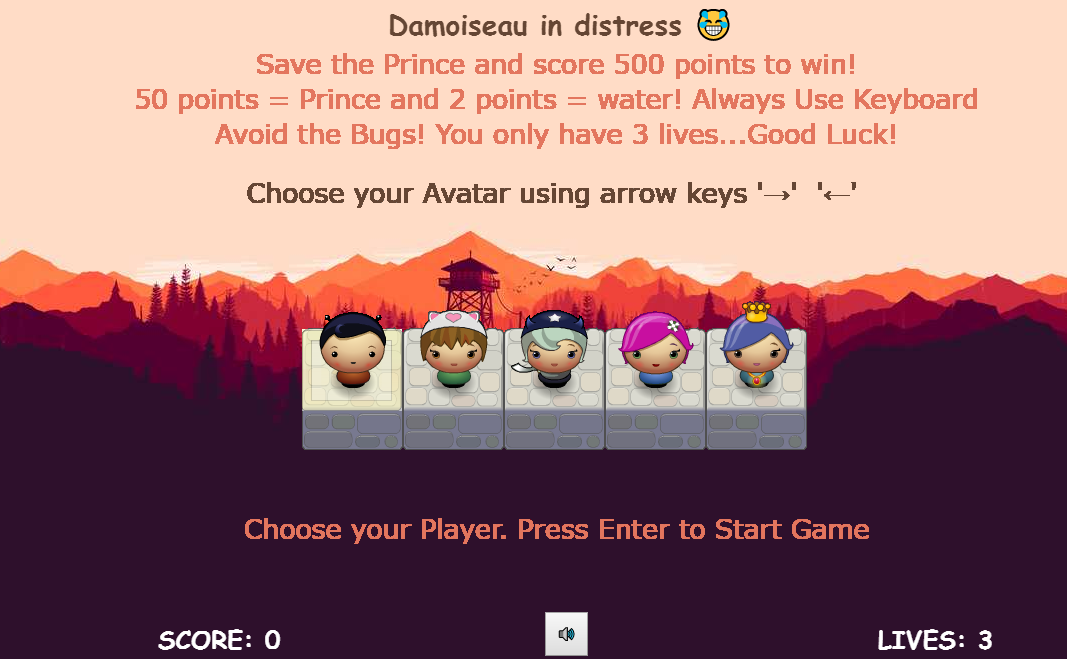 Damoiseau in distress 😹
Save the Prince and score 500 points to win!
50 points = Prince and 2 points = water! Always Use Keyboard
Avoid the Bugs! You only have 3 lives...Good Luck!
Choose your Avatar using arrow keys '→' '←'
Choose your Player. Press Enter to Start Game
SCORE: 0
LIVES: 3